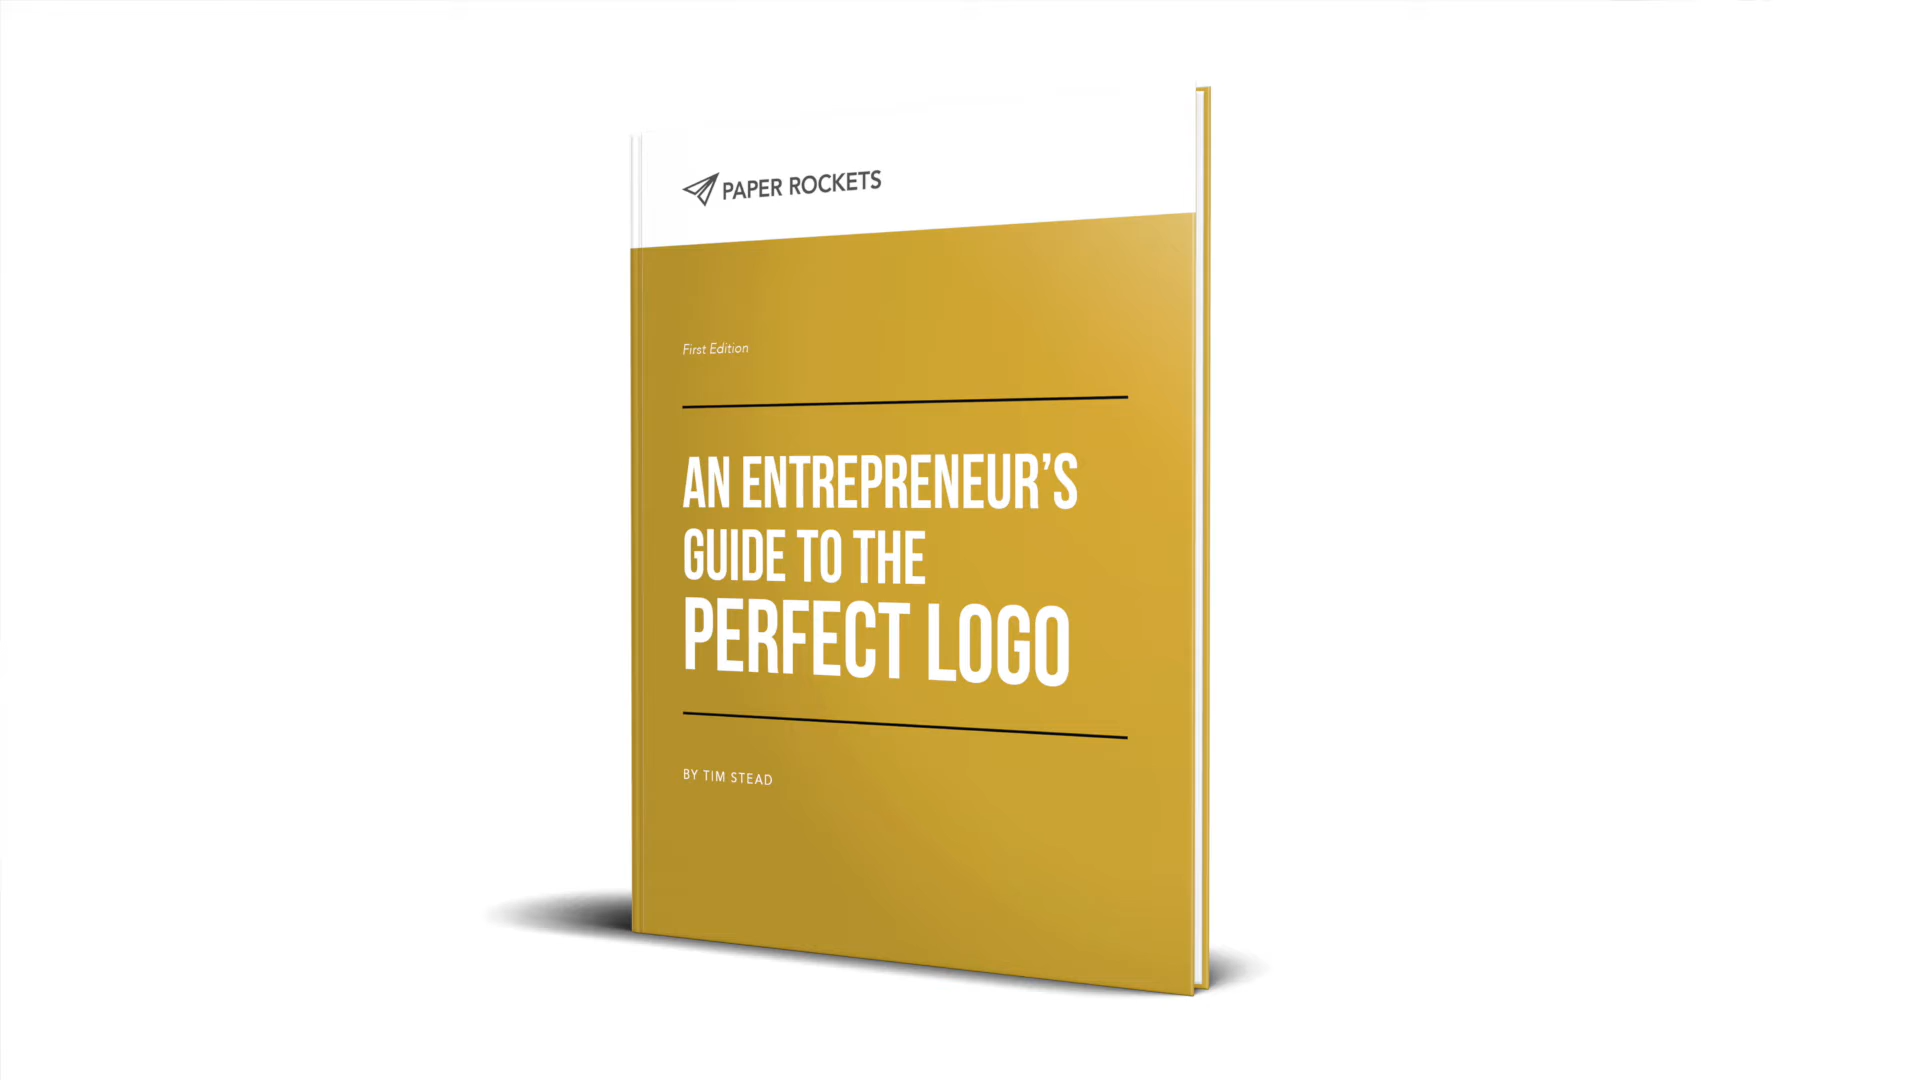 PAPER ROCKETS
First Edition
AN ENTREPRENEUR’S
GUIDE TO THE
PERFECT LOGO
BY TIM STEAD